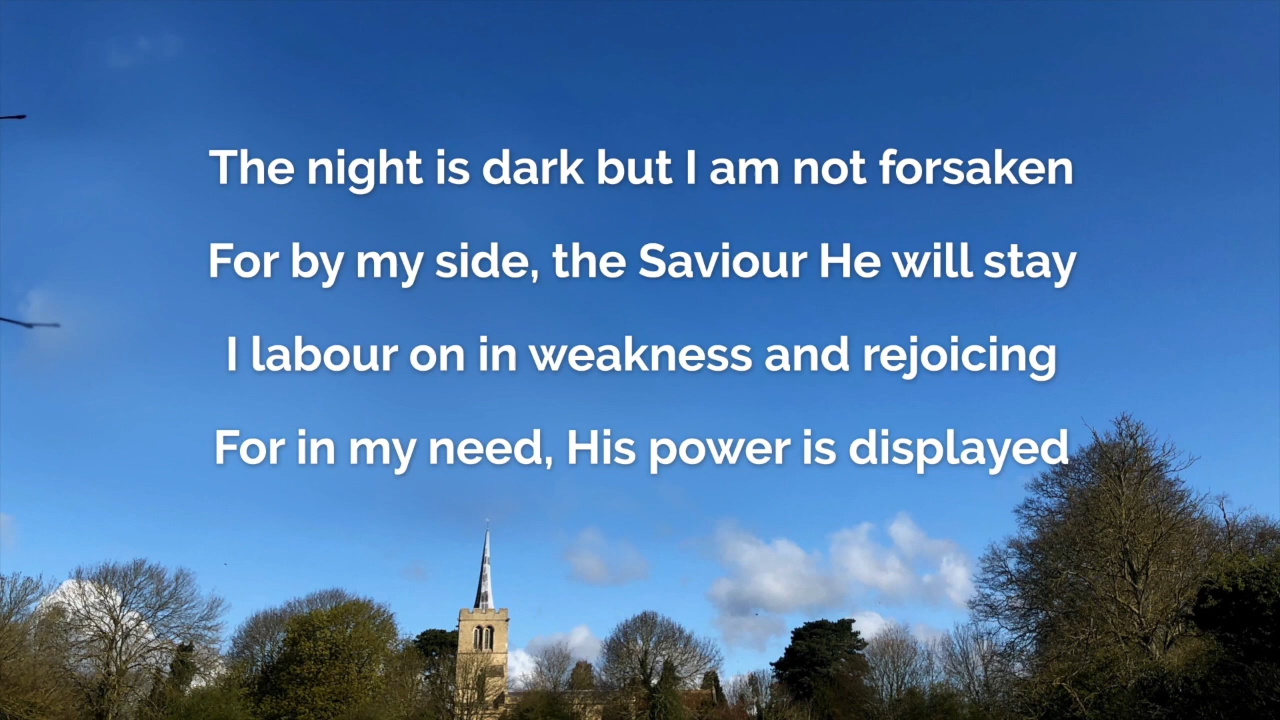 The night is dark but I am not forsaken
For by my side, the Saviour He will stay
I labour on in weakness and rejoicing
For in my need, His power is displayed